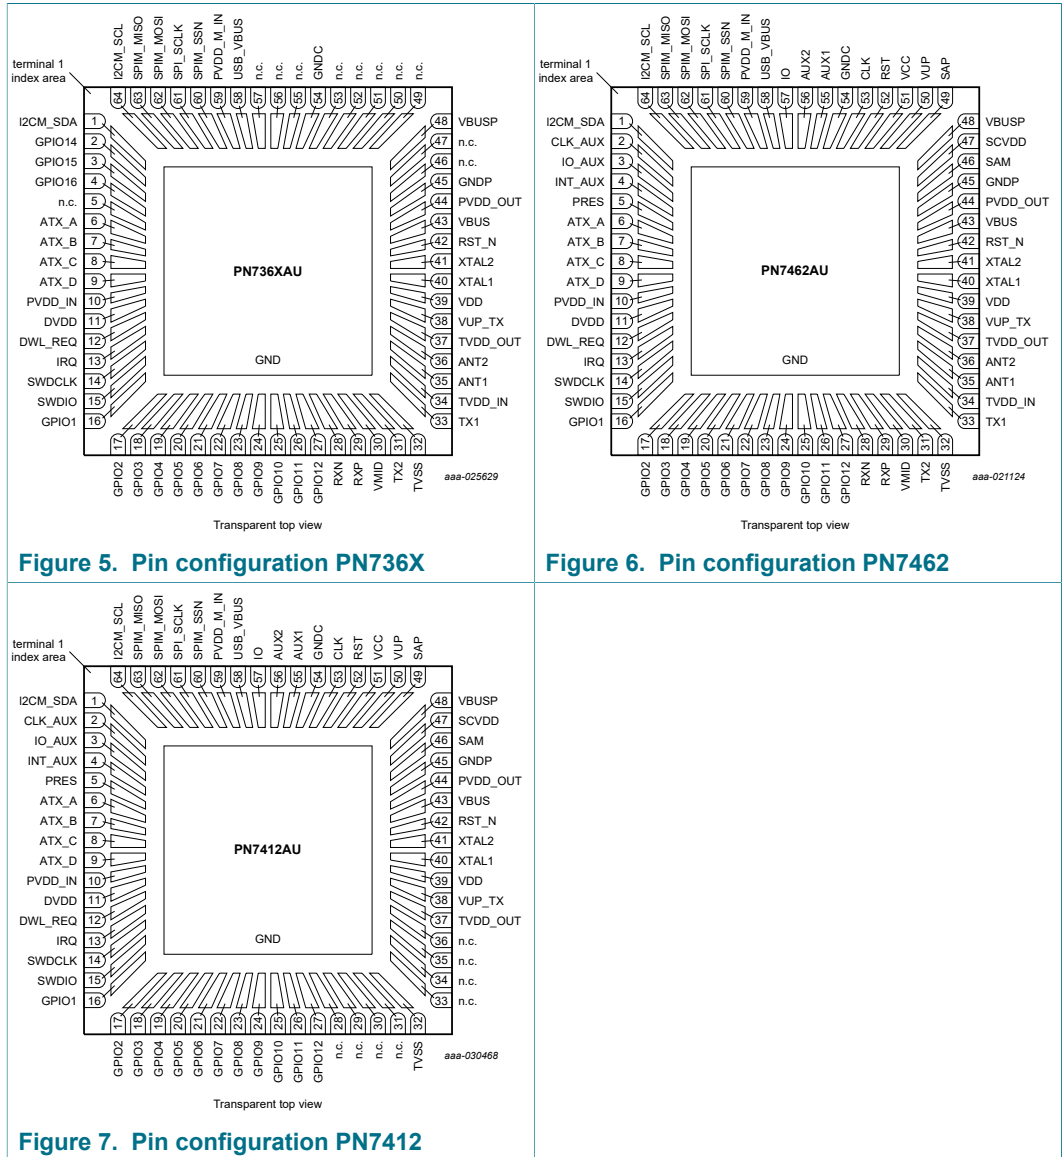 I2CM_SCL
SPIM_MISO
SPIM_MOSI
SPI_SCLK
SPIM_SSN
PVDD_M_IN
USB_VBUS
n.c.
n.c.
n.c.
GNDC
n.c.
n.c.
n.c.
n.c.
n.c.
terminal 1
index area
64 63 62 61 60 59 58 57 56 55 54 53 52 51 50 49
I2CM_SDA 1
GPIO14 2
GPIO15 3
GPIO16 4
n.c. 5
ATX_A 6
ATX_B 7
ATX_C 8
ATX_D 9
PVDD_IN 10
DVDD 11
DWL_REQ 12
IRQ 13
SWDCLK 14
SWDIO 15
GPIO1 16
PN736XAU
GND
48 VBUSP
47 n.c.
46 n.c.
45 GNDP
44 PVDD_OUT
43 VBUS
42 RST_N
41 XTAL2
40 XTAL1
39 VDD
38 VUP_TX
37 TVDD_OUT
36 ANT2
35 ANT1
34 TVDD_IN
33 TX1
17 18 19 20 21 22 23 24 25 26 27 28 29 30 31 32
GPIO2
GPIO3
GPIO4
GPIO5
GPIO6
GPIO7
GPIO8
GPIO9
GPIO10
GPIO11
GPIO12
RXN
RXP
VMID
TX2
TVSS
aaa-025629
Transparent top view
Figure 5. Pin configuration PN736X
I2CM_SCL
SPIM_MISO
SPIM_MOSI
SPI_SCLK
SPIM_SSN
PVDD_M_IN
USB_VBUS
IO
AUX2
AUX1
GNDC
CLK
RST
VCC
VUP
SAP
terminal 1
index area
64 63 62 61 60 59 58 57 56 55 54 53 52 51 50 49
I2CM_SDA 1
CLK_AUX 2
IO_AUX 3
INT_AUX 4
PRES 5
ATX_A 6
ATX_B 7
ATX_C 8
ATX_D 9
PVDD_IN 10
DVDD 11
DWL_REQ 12
IRQ 13
SWDCLK 14
SWDIO 15
GPIO1 16
PN7462AU
GND
48 VBUSP
47 SCVDD
46 SAM
45 GNDP
44 PVDD_OUT
43 VBUS
42 RST_N
41 XTAL2
40 XTAL1
39 VDD
38 VUP_TX
37 TVDD_OUT
36 ANT2
35 ANT1
34 TVDD_IN
33 TX1
17 18 19 20 21 22 23 24 25 26 27 28 29 30 31 32
GPIO2
GPIO3
GPIO4
GPIO5
GPIO6
GPIO7
GPIO8
GPIO9
GPIO10
GPIO11
GPIO12
RXN
RXP
VMID
TX2
TVSS
aaa-021124
Transparent top view
Figure 6. Pin configuration PN7462
I2CM_SCL
SPIM_MISO
SPIM_MOSI
SPI_SCLK
SPIM_SSN
PVDD_M_IN
USB_VBUS
IO
AUX2
AUX1
GNDC
CLK
RST
VCC
VUP
SAP
terminal 1
index area
64 63 62 61 60 59 58 57 56 55 54 53 52 51 50 49
I2CM_SDA 1
CLK_AUX 2
IO_AUX 3
INT_AUX 4
PRES 5
ATX_A 6
ATX_B 7
ATX_C 8
ATX_D 9
PVDD_IN 10
DVDD 11
DWL_REQ 12
IRQ 13
SWDCLK 14
SWDIO 15
GPIO1 16
PN7412AU
GND
48 VBUSP
47 SCVDD
46 SAM
45 GNDP
44 PVDD_OUT
43 VBUS
42 RST_N
41 XTAL2
40 XTAL1
39 VDD
38 VUP_TX
37 TVDD_OUT
36 n.c.
35 n.c.
34 n.c.
33 n.c.
17 18 19 20 21 22 23 24 25 26 27 28 29 30 31 32
GPIO2
GPIO3
GPIO4
GPIO5
GPIO6
GPIO7
GPIO8
GPIO9
GPIO10
GPIO11
GPIO12
n.c.
n.c.
n.c.
n.c.
TVSS
aaa-030468
Transparent top view
Figure 7. Pin configuration PN7412